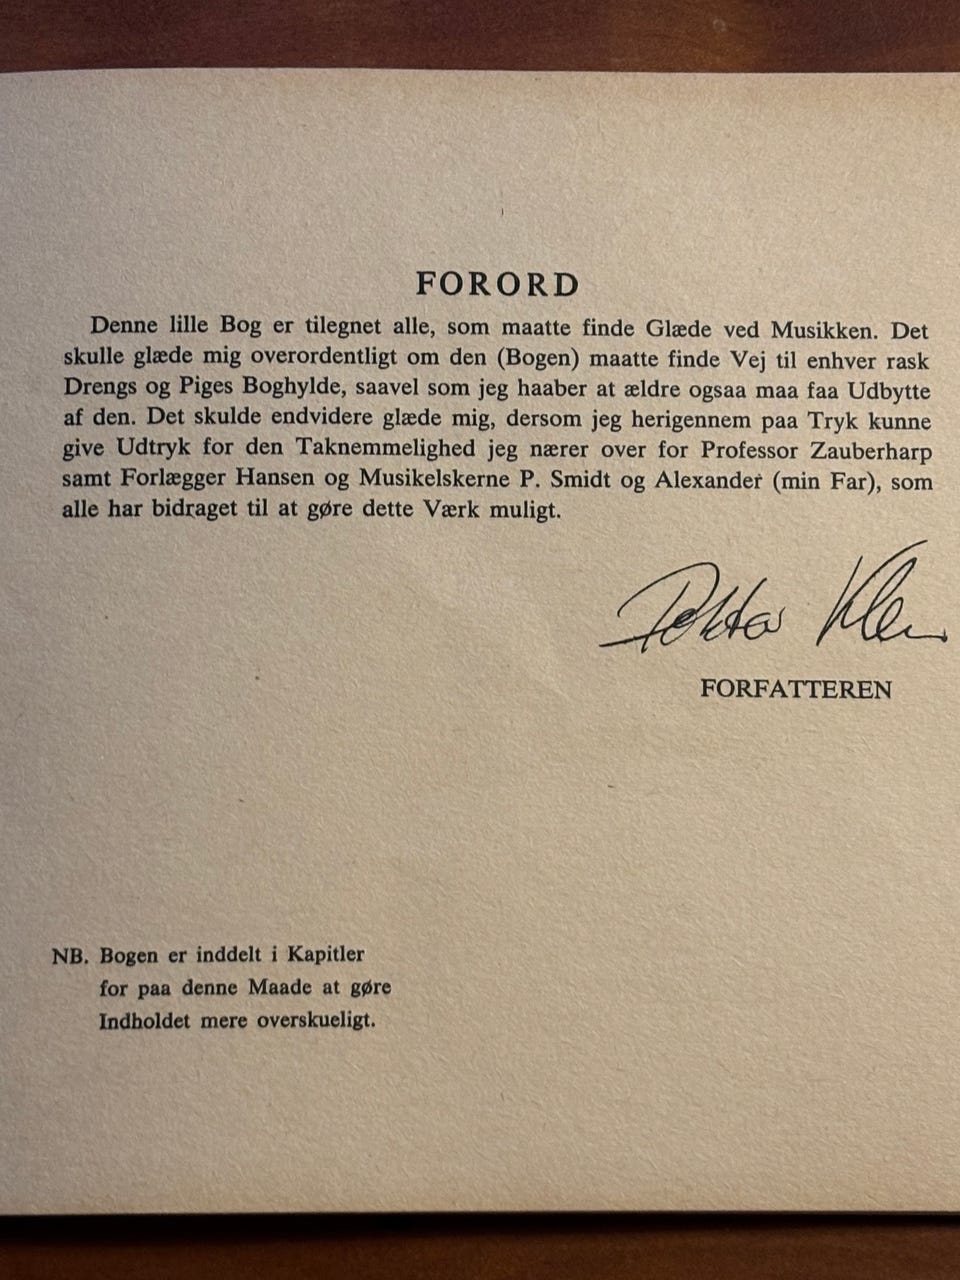 FORORD
Denne lille Bog er tilegnet alle, som maatte finde Glæde ved Musikken. Det
skulle glæde mig overordentligt om den (Bogen) maatte finde Vej til enhver rask
Drengs og Piges Boghylde, saavel som jeg haaber at ældre ogsaa maa faa Udbytte
af den. Det skulde endvidere glæde mig, dersom jeg herigennem paa Tryk kunne
give Udtryk for den Taknemmelighed jeg nærer over for Professor Zauberharp
samt Forlægger Hansen og Musikelskerne P. Smidt og Alexander (min Far), som
alle har bidraget til at gøre dette Værk muligt.
Doktor
FORFATTEREN
NB. Bogen er inddelt i Kapitler
for paa denne Maade at gøre
Indholdet mere overskueligt.